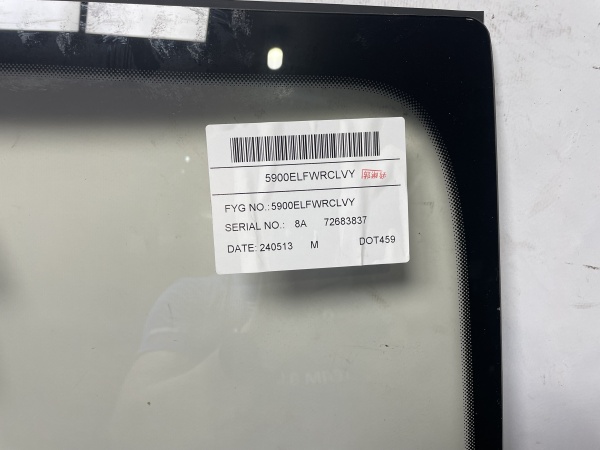 5900ELFWRCLVY
FYG NO.:5900ELFWRCLVY
SERIAL NO.: 8A 72683837
DATE: 240513 M DOT459